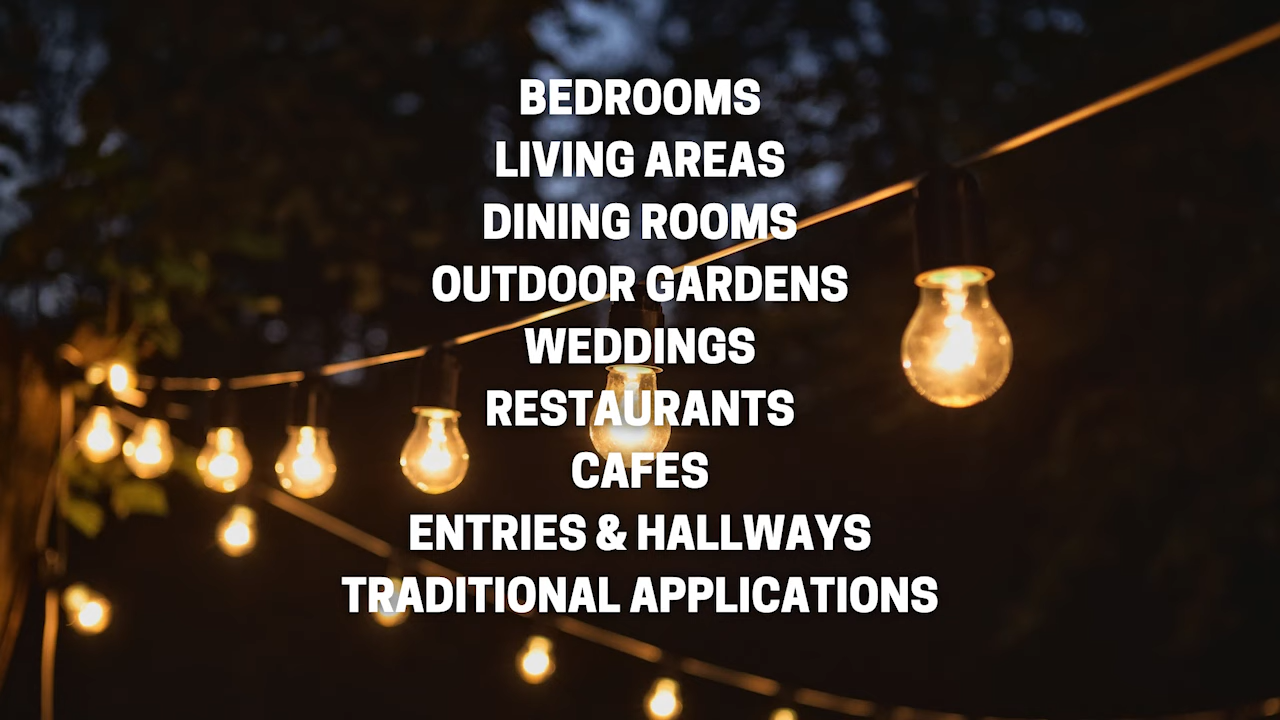 BEDROOMS
LIVING AREAS
DINING ROOMS
OUTDOOR GARDENS
WEDDINGS
RESTAURANTS
CAFES
ENTRIES & HALLWAYS
TRADITIONAL APPLICATIONS